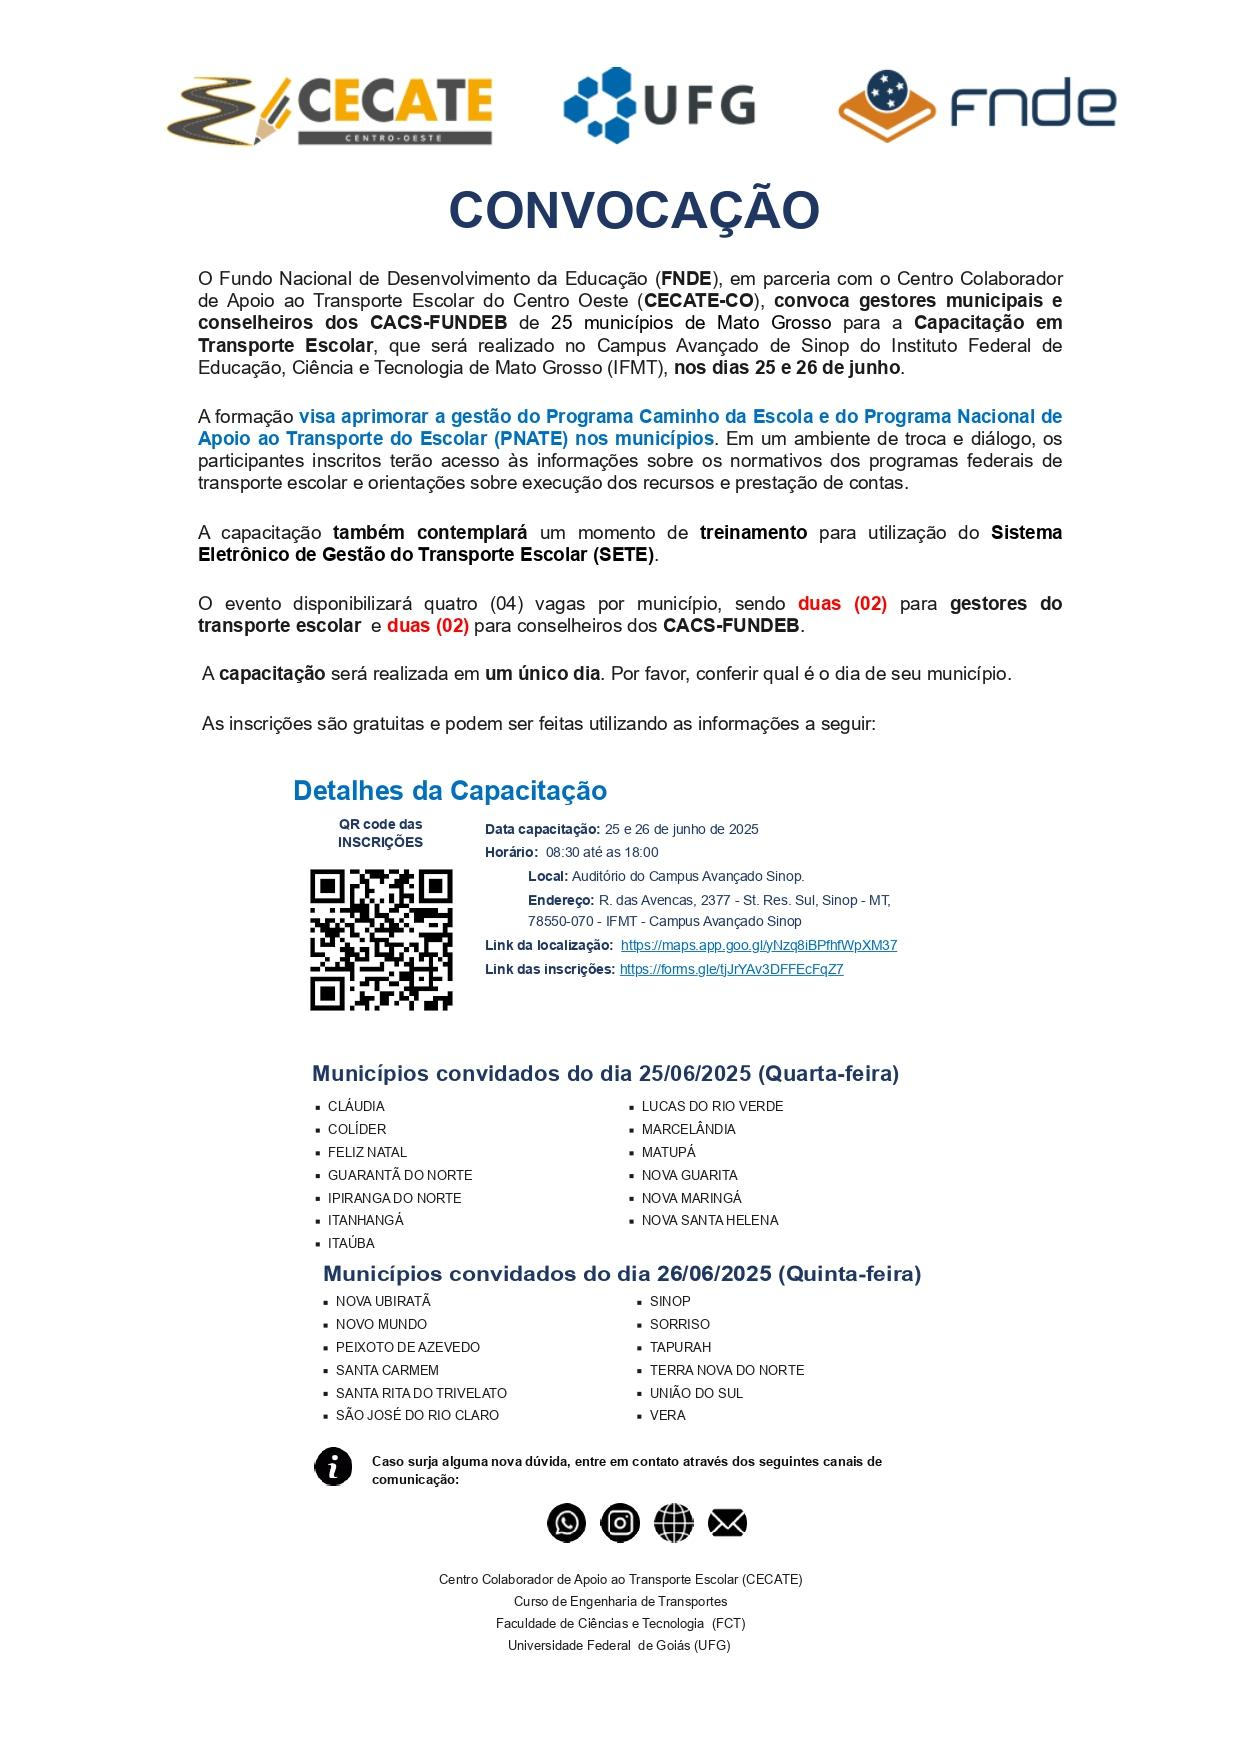 CECATE
CENTRO-OESTE
UFG
fnde
CONVOCAÇÃO
O Fundo Nacional de Desenvolvimento da Educação (FNDE), em parceria com o Centro Colaborador
de Apoio ao Transporte Escolar do Centro Oeste (CECATE-CO), convoca gestores municipais e
conselheiros dos CACS-FUNDEB de 25 municípios de Mato Grosso para a Capacitação em
Transporte Escolar, que será realizado no Campus Avançado de Sinop do Instituto Federal de
Educação, Ciência e Tecnologia de Mato Grosso (IFMT), nos dias 25 e 26 de junho.
A formação visa aprimorar a gestão do Programa Caminho da Escola e do Programa Nacional de
Apoio ao Transporte do Escolar (PNATE) nos municípios. Em um ambiente de troca e diálogo, os
participantes inscritos terão acesso às informações sobre os normativos dos programas federais de
transporte escolar e orientações sobre execução dos recursos e prestação de contas.
A capacitação também contemplará um momento de treinamento para utilização do Sistema
Eletrônico de Gestão do Transporte Escolar (SETE).
O evento disponibilizará quatro (04) vagas por município, sendo duas (02) para gestores do
transporte escolar e duas (02) para conselheiros dos CACS-FUNDEB.
A capacitação será realizada em um único dia. Por favor, conferir qual é o dia de seu município.
As inscrições são gratuitas e podem ser feitas utilizando as informações a seguir:
Detalhes da Capacitação
QR code das
INSCRIÇÕES
Data capacitação: 25 e 26 de junho de 2025
Horário: 08:30 até as 18:00
Local: Auditório do Campus Avançado Sinop.
Endereço: R. das Avencas, 2377 - St. Res. Sul, Sinop - MT,
78550-070 - IFMT - Campus Avançado Sinop
Link da localização: https://maps.app.goo.gl/yNzq8iBPfhfWpXM37
Link das inscrições: https://forms.gle/tjJrYAv3DFFEcFqZ7
Municípios convidados do dia 25/06/2025 (Quarta-feira)
▪ CLÁUDIA
▪ COLÍDER
▪ FELIZ NATAL
▪ GUARANTÃ DO NORTE
▪ IPIRANGA DO NORTE
▪ ITANHANGÁ
▪ ITAÚBA
▪ LUCAS DO RIO VERDE
▪ MARCELÂNDIA
▪ MATUPÁ
▪ NOVA GUARITA
▪ NOVA MARINGÁ
▪ NOVA SANTA HELENA
Municípios convidados do dia 26/06/2025 (Quinta-feira)
▪ NOVA UBIRATÃ
▪ NOVO MUNDO
▪ PEIXOTO DE AZEVEDO
▪ SANTA CARMEM
▪ SANTA RITA DO TRIVELATO
▪ SÃO JOSÉ DO RIO CLARO
▪ SINOP
▪ SORRISO
▪ TAPURAH
▪ TERRA NOVA DO NORTE
▪ UNIÃO DO SUL
▪ VERA
Caso surja alguma nova dúvida, entre em contato através dos seguintes canais de
comunicação:
Centro Colaborador de Apoio ao Transporte Escolar (CECATE)
Curso de Engenharia de Transportes
Faculdade de Ciências e Tecnologia (FCT)
Universidade Federal de Goiás (UFG)